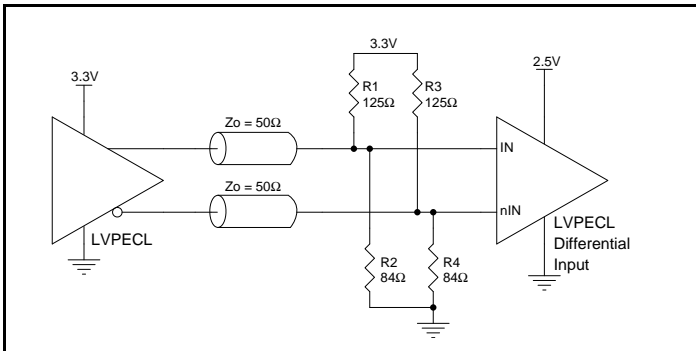 3.3V
3.3V
2.5V
R1
125Ω
R3
125Ω
Zo = 50Ω
IN
Zo = 50Ω
nIN
LVPECL
LVPECL
Differential
Input
R2
84Ω
R4
84Ω